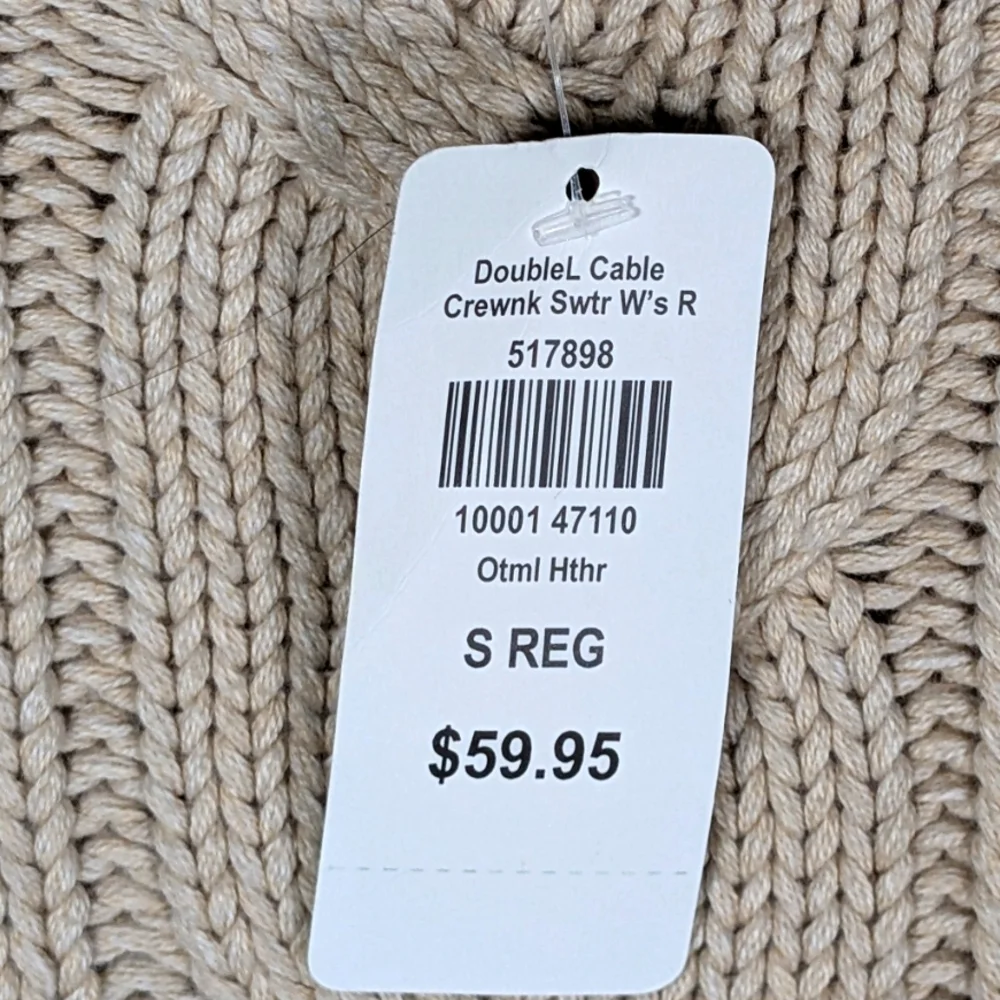 DoubleL Cable
Crewnk Swtr W's R
517898
10001 47110
Otml Hthr
S REG
$59.95